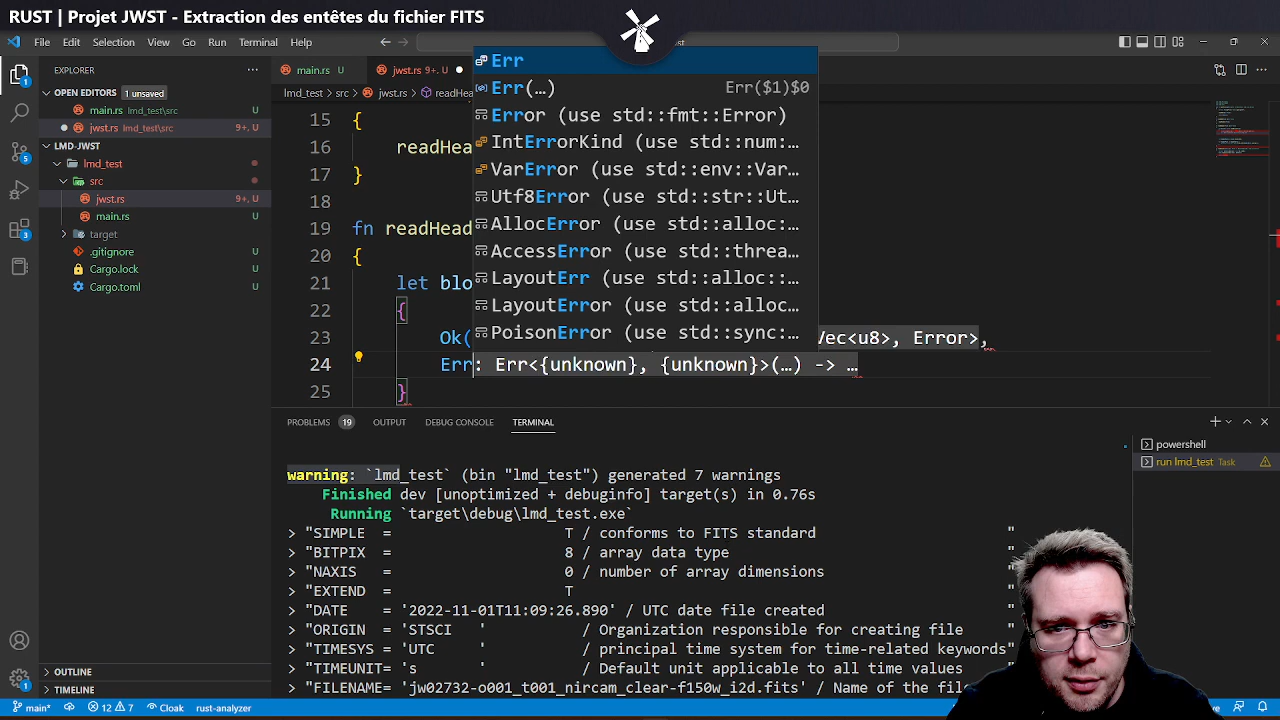 RUST | Projet JWST - Extraction des entêtes du fichier FITS
File Edit Selection View Go Run Terminal Help
EXPLORER
OPEN EDITORS 1 unsaved
main.rs lmd_test\src
jwst.rs lmd_test\src 9+, U
LMD-JWST
lmd_test
src
jwst.rs 9+, U
main.rs U
target
.gitignore U
Cargo.lock U
Cargo.toml U
OUTLINE
TIMELINE
main.rs U
jwst.rs 9+, U
lmd_test > src > jwst.rs > readHea
15 {
16 readHea
17 }
18
19 fn readHead
20 {
21 let blo
22 {
23 Ok( Vec<u8>, Error>,
24 Err : Err<{unknown}, {unknown}>(…) -> …
25 }
Err
Err(…) Err($1)$0
Error (use std::fmt::Error)
IntErrorKind (use std::num:…
VarError (use std::env::Var…
Utf8Error (use std::str::Ut…
AllocError (use std::alloc:…
AccessError (use std::threa…
LayoutErr (use std::alloc::…
LayoutError (use std::alloc…
PoisonError (use std::sync:…
PROBLEMS 19 OUTPUT DEBUG CONSOLE TERMINAL
warning: `lmd_test` (bin "lmd_test") generated 7 warnings
Finished dev [unoptimized + debuginfo] target(s) in 0.76s
Running `target\debug\lmd_test.exe`
> "SIMPLE = T / conforms to FITS standard "
> "BITPIX = 8 / array data type "
> "NAXIS = 0 / number of array dimensions "
> "EXTEND = T "
> "DATE = '2022-11-01T11:09:26.890' / UTC date file created "
> "ORIGIN = 'STSCI ' / Organization responsible for creating file "
> "TIMESYS = 'UTC ' / principal time system for time-related keywords"
> "TIMEUNIT= 's ' / Default unit applicable to all time values
> "FILENAME= 'jw02732-o001_t001_nircam_clear-f150w_i2d.fits' / Name of the fil
powershell
run lmd_test Task
main* 12 7 Cloak rust-analyzer